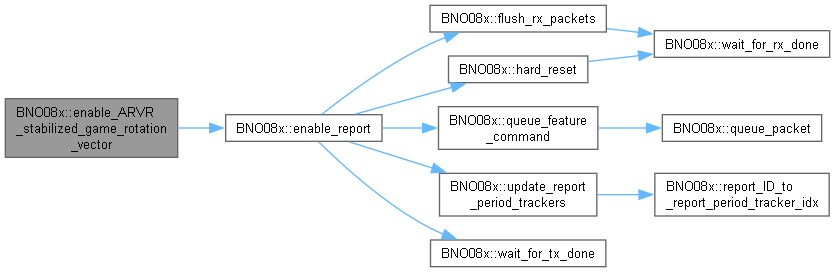 BNO08x::enable_ARVR
_stabilized_game_rotation
_vector
BNO08x::enable_report
BNO08x::flush_rx_packets
BNO08x::hard_reset
BNO08x::queue_feature
_command
BNO08x::update_report
_period_trackers
BNO08x::wait_for_tx_done
BNO08x::wait_for_rx_done
BNO08x::queue_packet
BNO08x::report_ID_to
_report_period_tracker_idx